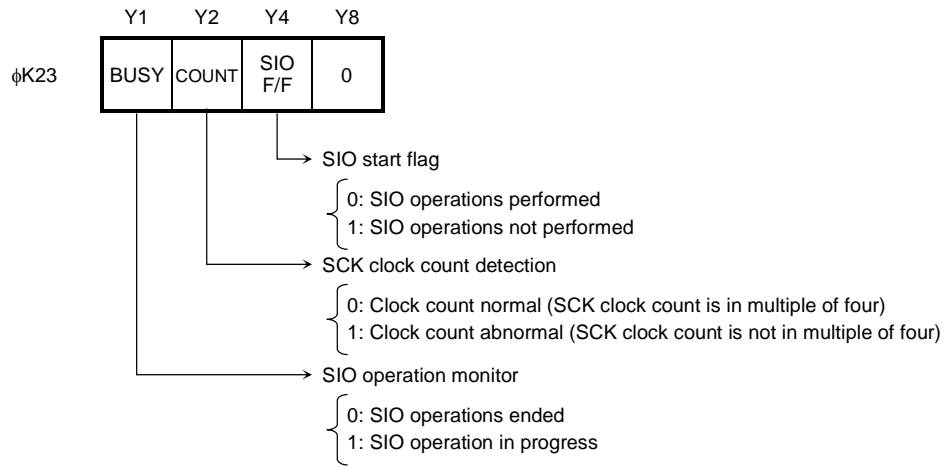 Y1 Y2 Y4 Y8
ϕK23 BUSY COUNT SIO F/F 0
SIO start flag
0: SIO operations performed
1: SIO operations not performed
SCK clock count detection
0: Clock count normal (SCK clock count is in multiple of four)
1: Clock count abnormal (SCK clock count is not in multiple of four)
SIO operation monitor
0: SIO operations ended
1: SIO operation in progress